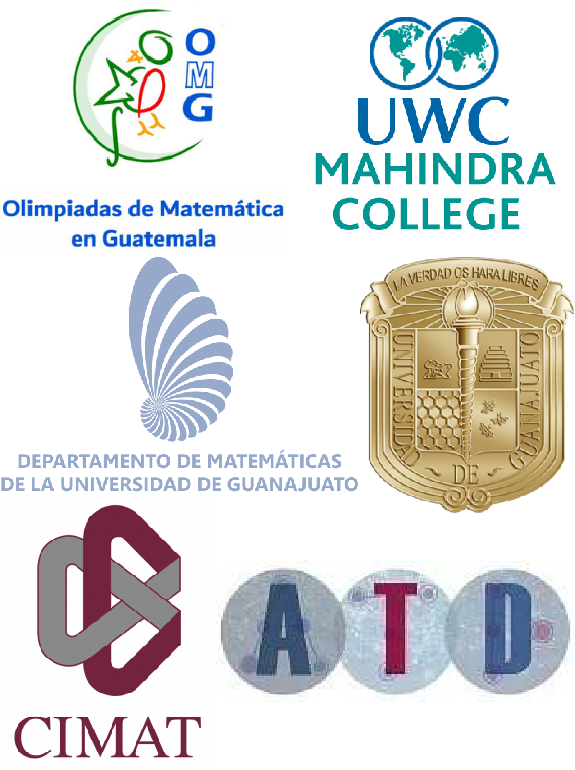 OMG
Olimpiadas de Matemática
en Guatemala
UWC
MAHINDRA
COLLEGE
DEPARTAMENTO DE MATEMÁTICAS
DE LA UNIVERSIDAD DE GUANAJUATO
LA VERDAD OS HARA LIBRES
UNIVERSIDAD
DE
GUANAJUATO
CIMAT
ATD